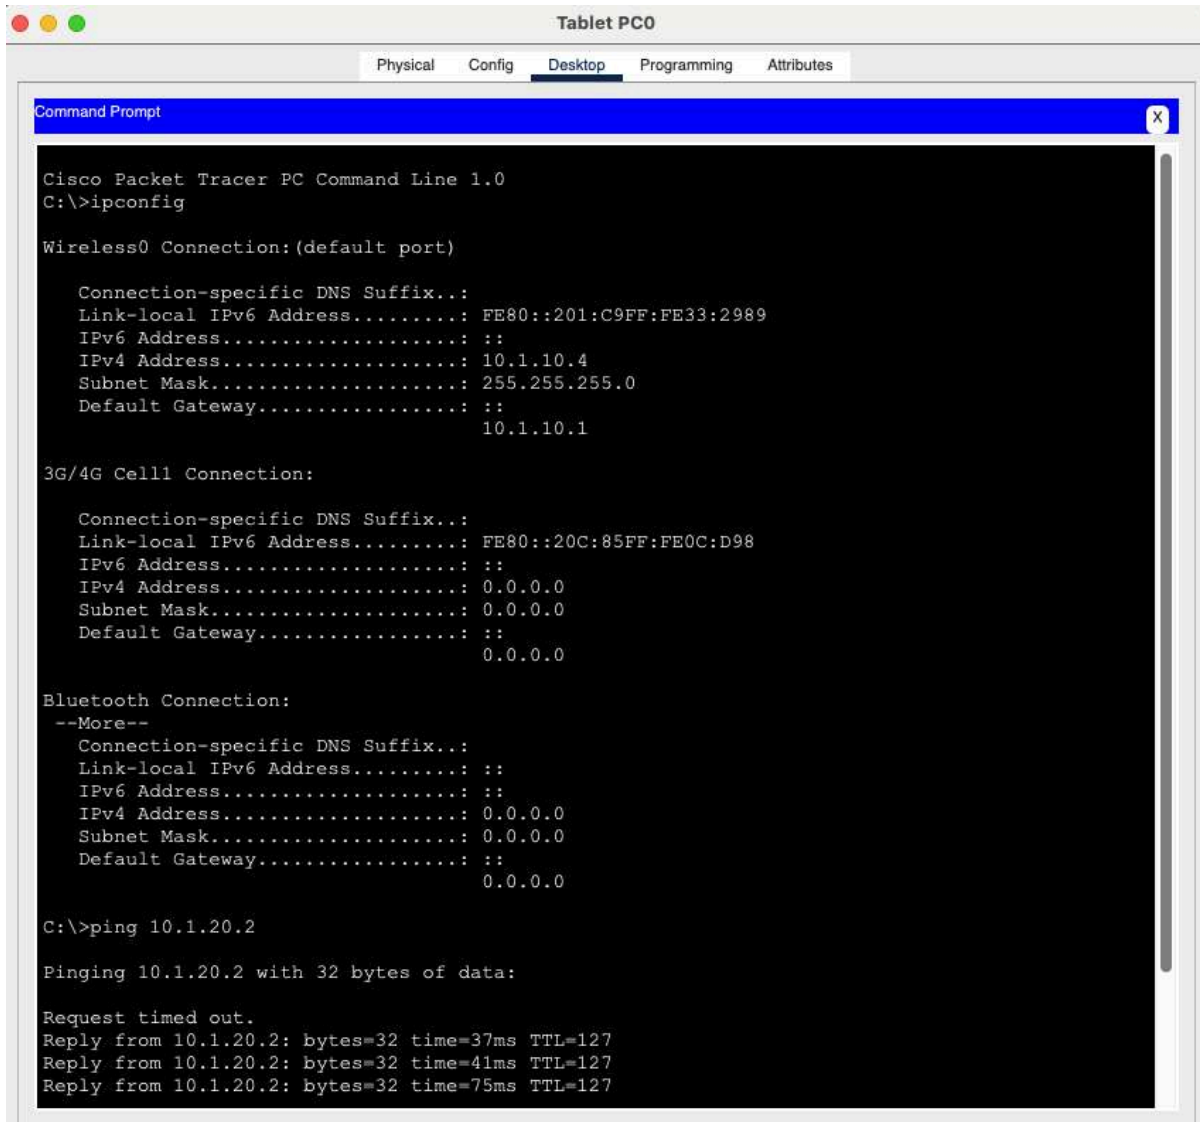 Tablet PC0
Physical Config Desktop Programming Attributes
Command Prompt
X
Cisco Packet Tracer PC Command Line 1.0
C:\>ipconfig
Wireless0 Connection:(default port)
Connection-specific DNS Suffix..:
Link-local IPv6 Address.........: FE80::201:C9FF:FE33:2989
IPv6 Address....................: ::
IPv4 Address....................: 10.1.10.4
Subnet Mask.....................: 255.255.255.0
Default Gateway.................: ::
10.1.10.1
3G/4G Cell1 Connection:
Connection-specific DNS Suffix..:
Link-local IPv6 Address.........: FE80::20C:85FF:FE0C:D98
IPv6 Address....................: ::
IPv4 Address....................: 0.0.0.0
Subnet Mask.....................: 0.0.0.0
Default Gateway.................: ::
0.0.0.0
Bluetooth Connection:
--More--
Connection-specific DNS Suffix..:
Link-local IPv6 Address.........: ::
IPv6 Address....................: ::
IPv4 Address....................: 0.0.0.0
Subnet Mask.....................: 0.0.0.0
Default Gateway.................: ::
0.0.0.0
C:\>ping 10.1.20.2
Pinging 10.1.20.2 with 32 bytes of data:
Request timed out.
Reply from 10.1.20.2: bytes=32 time=37ms TTL=127
Reply from 10.1.20.2: bytes=32 time=41ms TTL=127
Reply from 10.1.20.2: bytes=32 time=75ms TTL=127